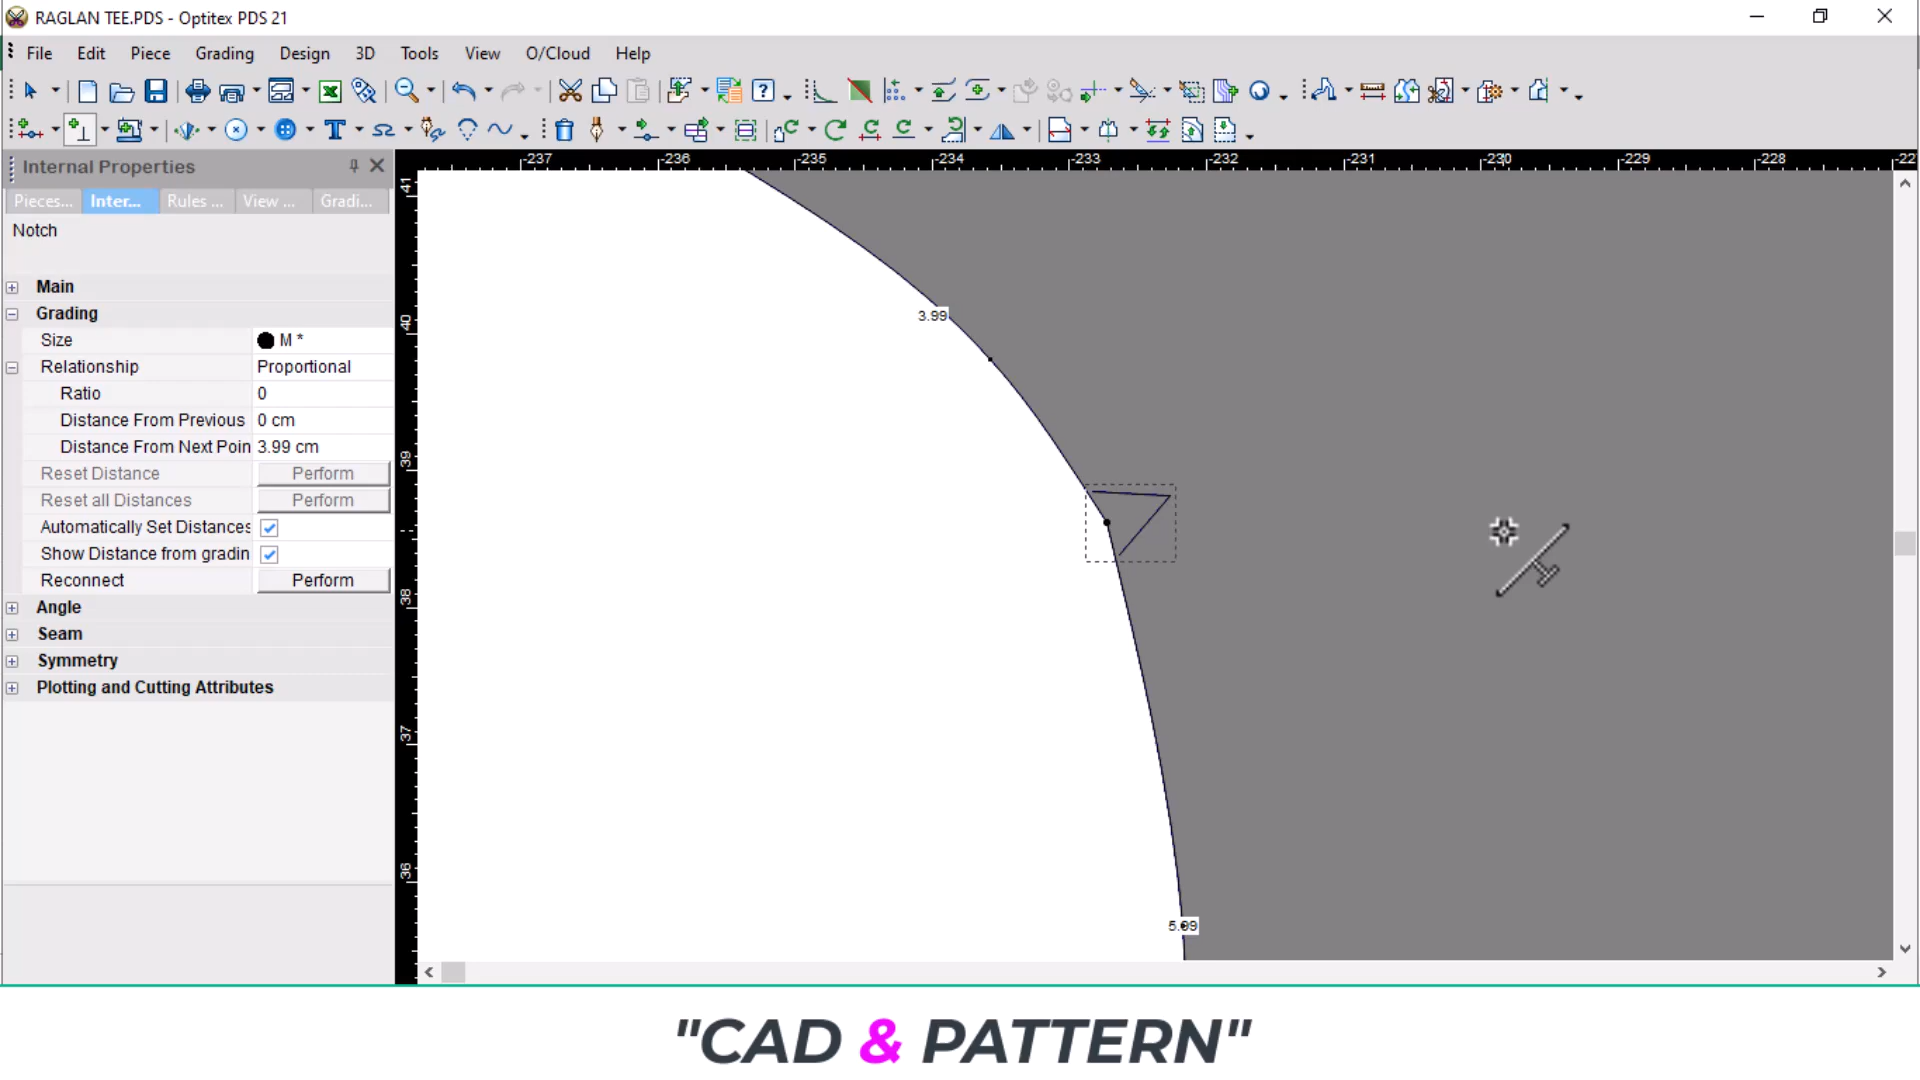 RAGLAN TEE.PDS - Optitex PDS 21
File Edit Piece Grading Design 3D Tools View O/Cloud Help
Internal Properties
Pieces... Inter... Rules ... View ... Gradi...
Notch
Main
Grading
Size M *
Relationship Proportional
Ratio 0
Distance From Previous 0 cm
Distance From Next Poin 3.99 cm
Reset Distance Perform
Reset all Distances Perform
Automatically Set Distances
Show Distance from gradin
Reconnect Perform
Angle
Seam
Symmetry
Plotting and Cutting Attributes
-237 -236 -235 -234 -233 -232 -231 -230 -229 -228 -227
41
40
39
38
37
36
3.99
"CAD & PATTERN"